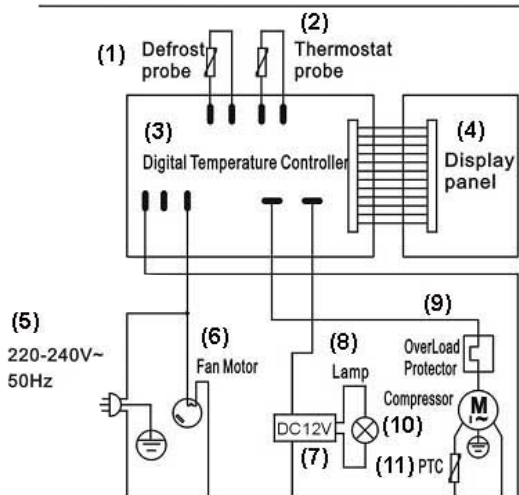 (1) Defrost probe
(2) Thermostat probe
(3)
Digital Temperature Controller
(4)
Display
panel
(5)
220-240V~
50Hz
(6)
Fan Motor
(8)
Lamp
DC12V
(7)
(10)
(9)
OverLoad
Protector
Compressor
M
~
(11) PTC